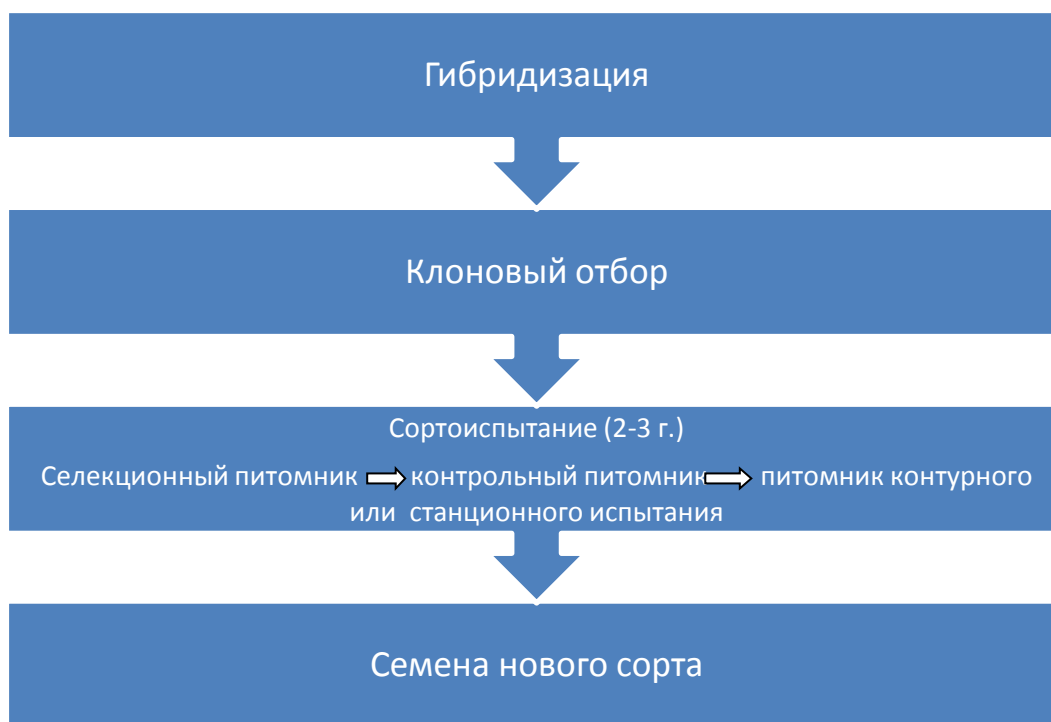 Гибридизация
Клоновый отбор
Сортоиспытание (2-3 г.)
Селекционный питомник контрольный питомник питомник контурного
или станционного испытания
Семена нового сорта